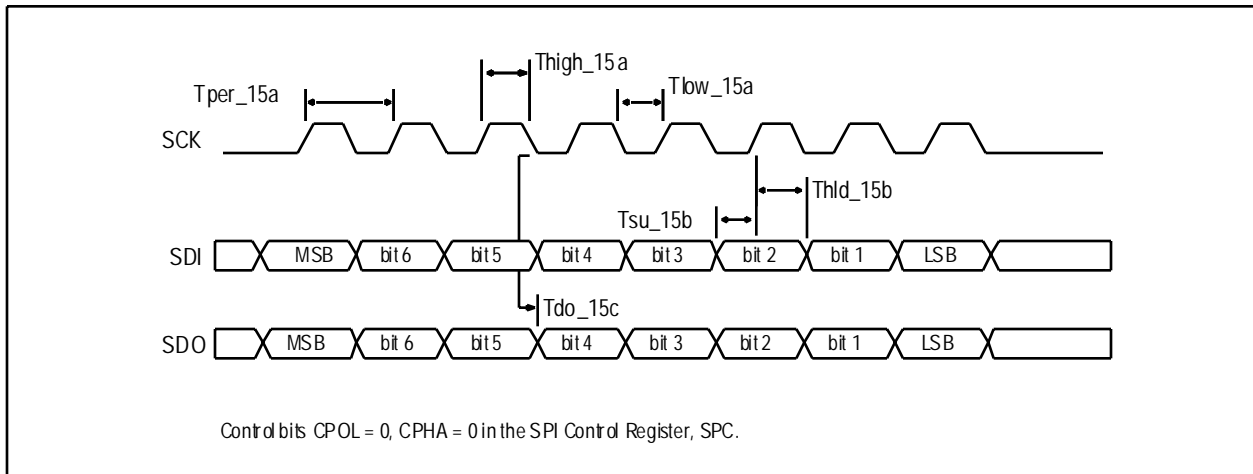 Thigh_15a
Tper_15a
Tlow_15a
SCK
Thld_15b
Tsu_15b
SDI MSB bit 6 bit 5 bit 4 bit 3 bit 2 bit 1 LSB
Tdo_15c
SDO MSB bit 6 bit 5 bit 4 bit 3 bit 2 bit 1 LSB
Control bits CPOL = 0, CPHA = 0 in the SPI Control Register, SPC.